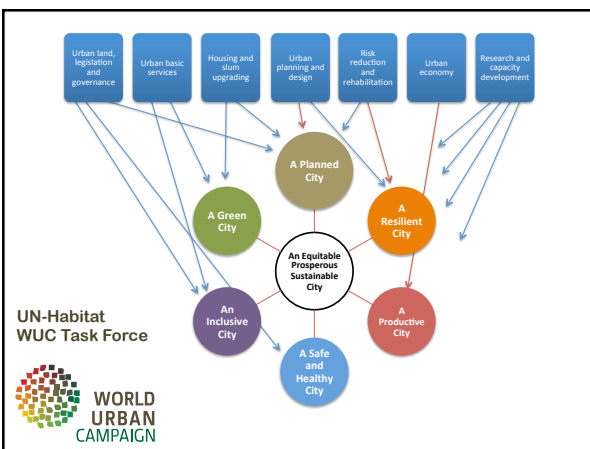 Urban land,
legislation
and
governance
Urban basic
services
Housing and
slum
upgrading
Urban
planning and
design
Risk
reduction and
rehabilitation
Urban
economy
Research and
capacity
development
A Planned
City
A Green
City
A
Resilient
City
An Equitable
Prosperous
Sustainable
City
An
Inclusive
City
A
Productive
City
A Safe
and
Healthy
City
UN-Habitat
WUC Task Force
WORLD
URBAN
CAMPAIGN